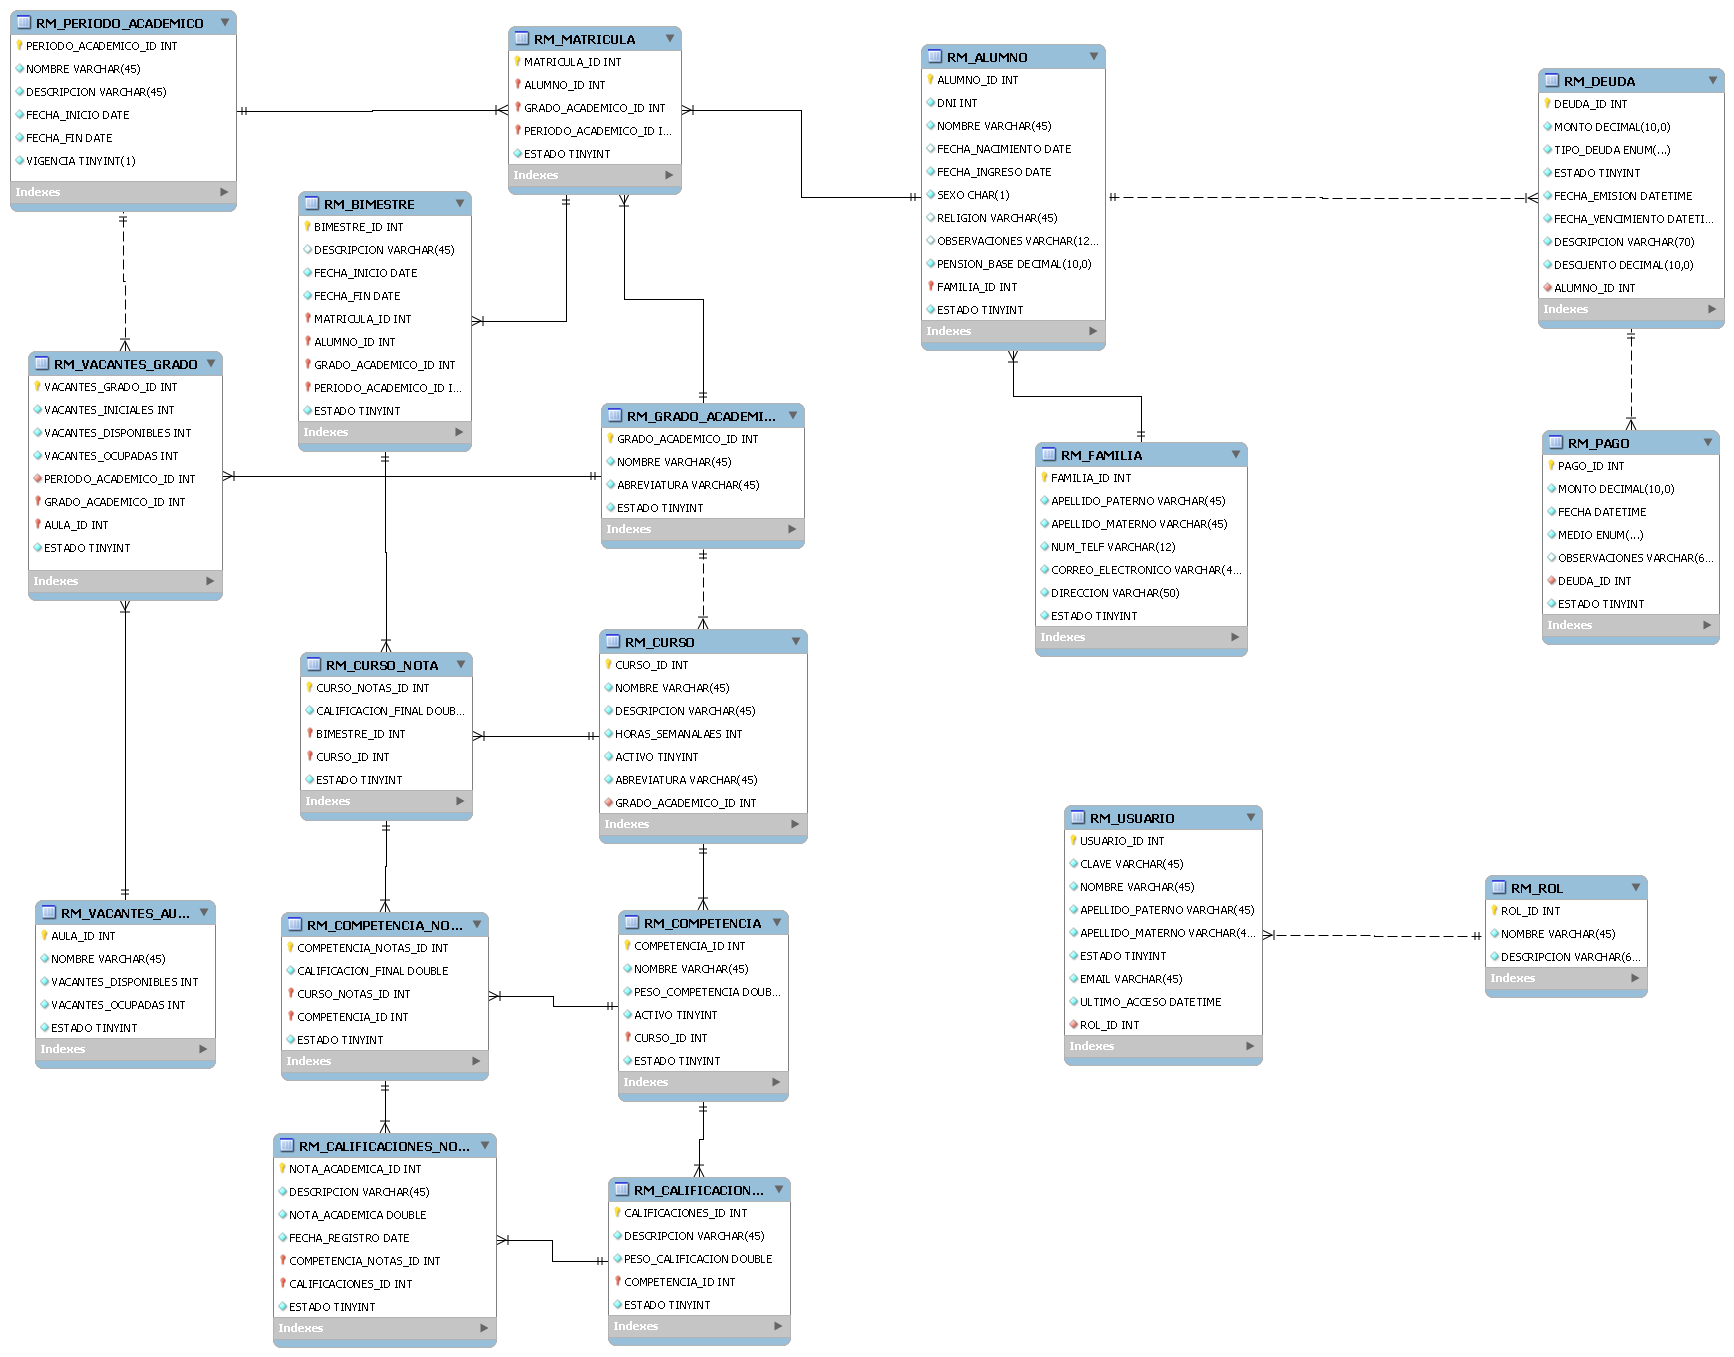 RM_PERIODO_ACADEMICO
PERIODO_ACADEMICO_ID INT
NOMBRE VARCHAR(45)
DESCRIPCION VARCHAR(45)
FECHA_INICIO DATE
FECHA_FIN DATE
VIGENCIA TINYINT(1)
Indexes
RM_MATRICULA
MATRICULA_ID INT
ALUMNO_ID INT
GRADO_ACADEMICO_ID INT
PERIODO_ACADEMICO_ID I...
ESTADO TINYINT
Indexes
RM_ALUMNO
ALUMNO_ID INT
DNI INT
NOMBRE VARCHAR(45)
FECHA_NACIMIENTO DATE
FECHA_INGRESO DATE
SEXO CHAR(1)
RELIGION VARCHAR(45)
OBSERVACIONES VARCHAR(12...
PENSION_BASE DECIMAL(10,0)
FAMILIA_ID INT
ESTADO TINYINT
Indexes
RM_DEUDA
DEUDA_ID INT
MONTO DECIMAL(10,0)
TIPO_DEUDA ENUM(...)
ESTADO TINYINT
FECHA_EMISION DATETIME
FECHA_VENCIMIENTO DATETI...
DESCRIPCION VARCHAR(70)
DESCUENTO DECIMAL(10,0)
ALUMNO_ID INT
Indexes
RM_BIMESTRE
BIMESTRE_ID INT
DESCRIPCION VARCHAR(45)
FECHA_INICIO DATE
FECHA_FIN DATE
MATRICULA_ID INT
ALUMNO_ID INT
GRADO_ACADEMICO_ID INT
PERIODO_ACADEMICO_ID I...
ESTADO TINYINT
Indexes
RM_VACANTES_GRADO
VACANTES_GRADO_ID INT
VACANTES_INICIALES INT
VACANTES_DISPONIBLES INT
VACANTES_OCUPADAS INT
PERIODO_ACADEMICO_ID INT
GRADO_ACADEMICO_ID INT
AULA_ID INT
ESTADO TINYINT
Indexes
RM_GRADO_ACADEMI...
GRADO_ACADEMICO_ID INT
NOMBRE VARCHAR(45)
ABREVIATURA VARCHAR(45)
ESTADO TINYINT
Indexes
RM_FAMILIA
FAMILIA_ID INT
APELLIDO_PATERNO VARCHAR(45)
APELLIDO_MATERNO VARCHAR(45)
NUM_TELF VARCHAR(12)
CORREO_ELECTRONICO VARCHAR(4...
DIRECCION VARCHAR(50)
ESTADO TINYINT
Indexes
RM_PAGO
PAGO_ID INT
MONTO DECIMAL(10,0)
FECHA DATETIME
MEDIO ENUM(...)
OBSERVACIONES VARCHAR(6...
DEUDA_ID INT
ESTADO TINYINT
Indexes
RM_CURSO_NOTA
CURSO_NOTAS_ID INT
CALIFICACION_FINAL DOUB...
BIMESTRE_ID INT
CURSO_ID INT
ESTADO TINYINT
Indexes
RM_CURSO
CURSO_ID INT
NOMBRE VARCHAR(45)
DESCRIPCION VARCHAR(45)
HORAS_SEMANALAES INT
ACTIVO TINYINT
ABREVIATURA VARCHAR(45)
GRADO_ACADEMICO_ID INT
Indexes
RM_USUARIO
USUARIO_ID INT
CLAVE VARCHAR(45)
NOMBRE VARCHAR(45)
APELLIDO_PATERNO VARCHAR(45)
APELLIDO_MATERNO VARCHAR(4...
ESTADO TINYINT
EMAIL VARCHAR(45)
ULTIMO_ACCESO DATETIME
ROL_ID INT
Indexes
RM_ROL
ROL_ID INT
NOMBRE VARCHAR(45)
DESCRIPCION VARCHAR(6...
Indexes
RM_VACANTES_AU...
AULA_ID INT
NOMBRE VARCHAR(45)
VACANTES_DISPONIBLES INT
VACANTES_OCUPADAS INT
ESTADO TINYINT
Indexes
RM_COMPETENCIA_NO...
COMPETENCIA_NOTAS_ID INT
CALIFICACION_FINAL DOUBLE
CURSO_NOTAS_ID INT
COMPETENCIA_ID INT
ESTADO TINYINT
Indexes
RM_COMPETENCIA
COMPETENCIA_ID INT
NOMBRE VARCHAR(45)
PESO_COMPETENCIA DOUB...
ACTIVO TINYINT
CURSO_ID INT
ESTADO TINYINT
Indexes
RM_CALIFICACIONES_NO...
NOTA_ACADEMICA_ID INT
DESCRIPCION VARCHAR(45)
NOTA_ACADEMICA DOUBLE
FECHA_REGISTRO DATE
COMPETENCIA_NOTAS_ID INT
CALIFICACIONES_ID INT
ESTADO TINYINT
Indexes
RM_CALIFICACION...
CALIFICACIONES_ID INT
DESCRIPCION VARCHAR(45)
PESO_CALIFICACION DOUBLE
COMPETENCIA_ID INT
ESTADO TINYINT
Indexes